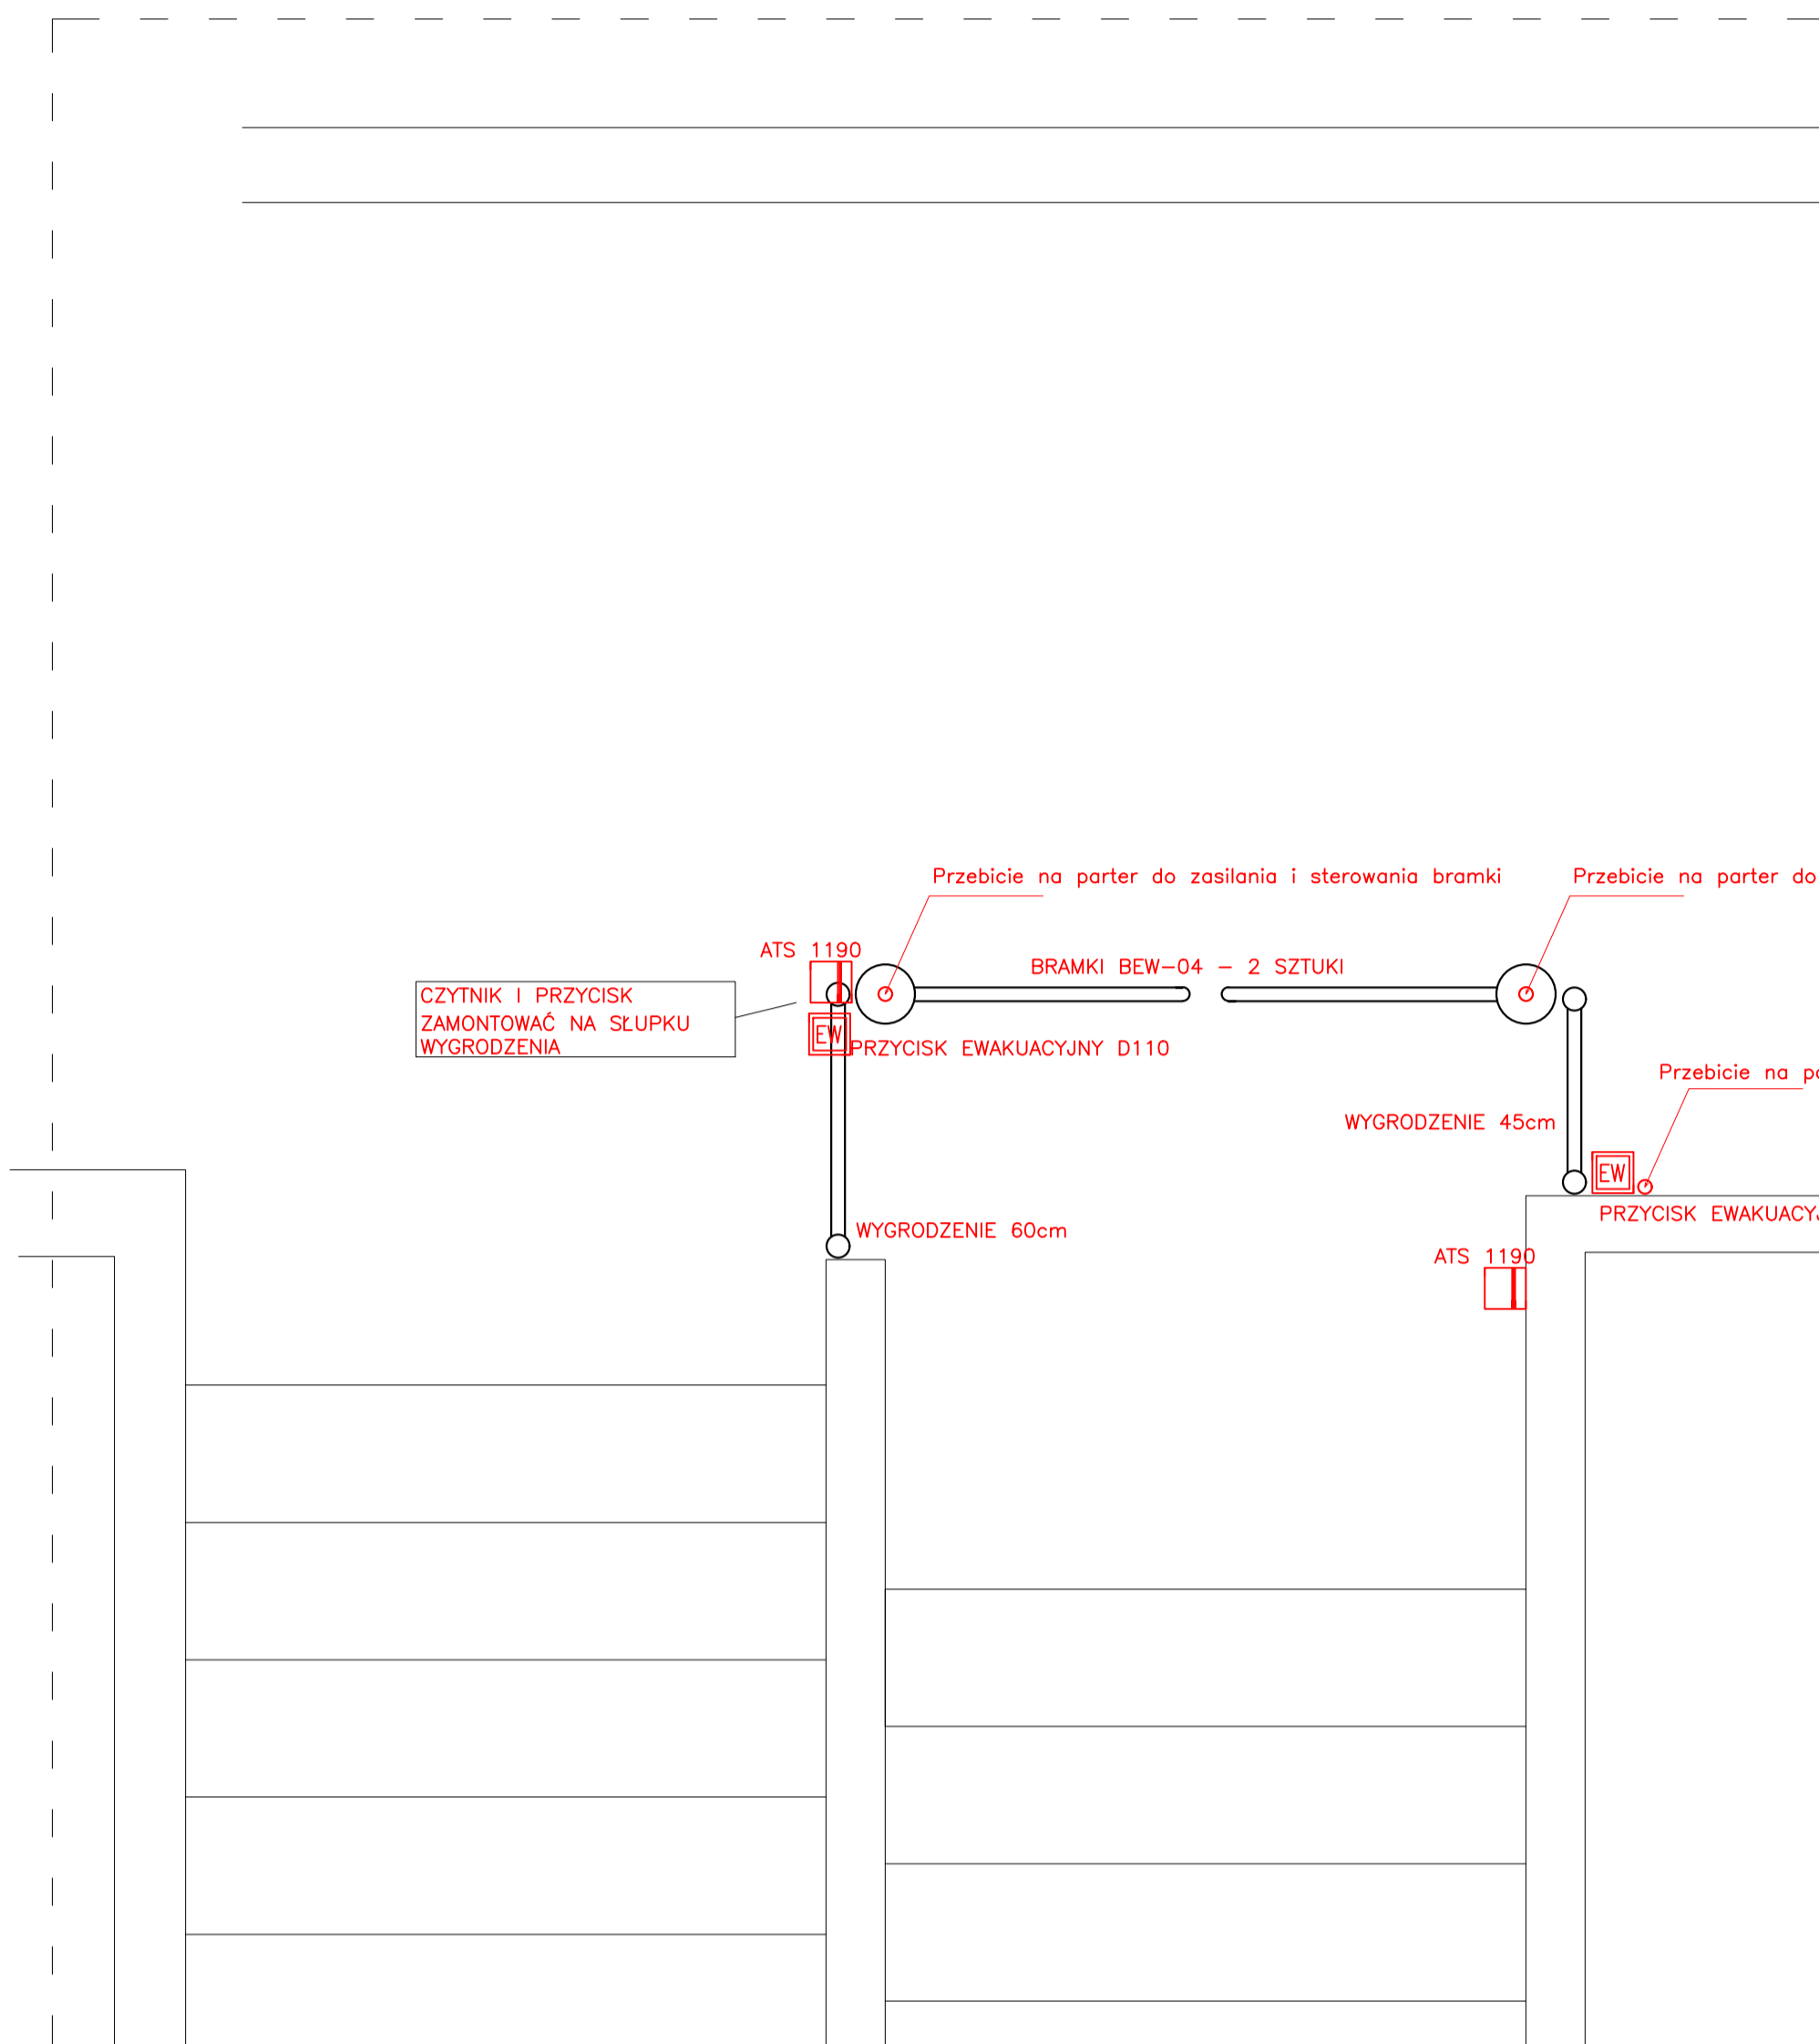 Przebicie na parter do zasilania i sterowania bramki
Przebicie na parter do
ATS 1190
BRAMKI BEW-04 - 2 SZTUKI
CZYTNIK I PRZYCISK
ZAMONTOWAĆ NA SŁUPKU
WYGRODZENIA
EW
PRZYCISK EWAKUACYJNY D110
Przebicie na
WYGRODZENIE 45cm
EW
PRZYCISK
WYGRODZENIE 60cm
ATS 1190